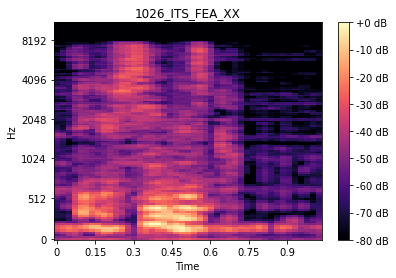 1026_ITS_FEA_XX
Hz
8192
4096
2048
1024
512
0
0
0.15
0.3
0.45
0.6
0.75
0.9
Time
+0 dB
-10 dB
-20 dB
-30 dB
-40 dB
-50 dB
-60 dB
-70 dB
-80 dB